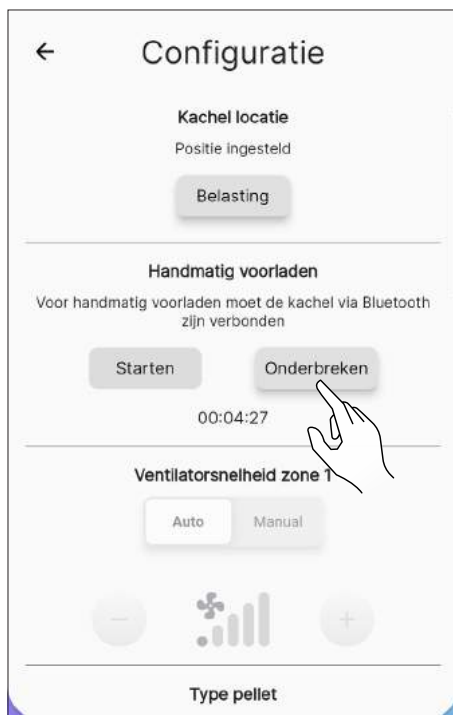 Configuratie
Kachel locatie
Positie ingesteld
Belasting
Handmatig voorladen
Voor handmatig voorladen moet de kachel via Bluetooth
zijn verbonden
Starten Onderbreken
00:04:27
Ventilatorsnelheid zone 1
Auto Manual
Type pellet